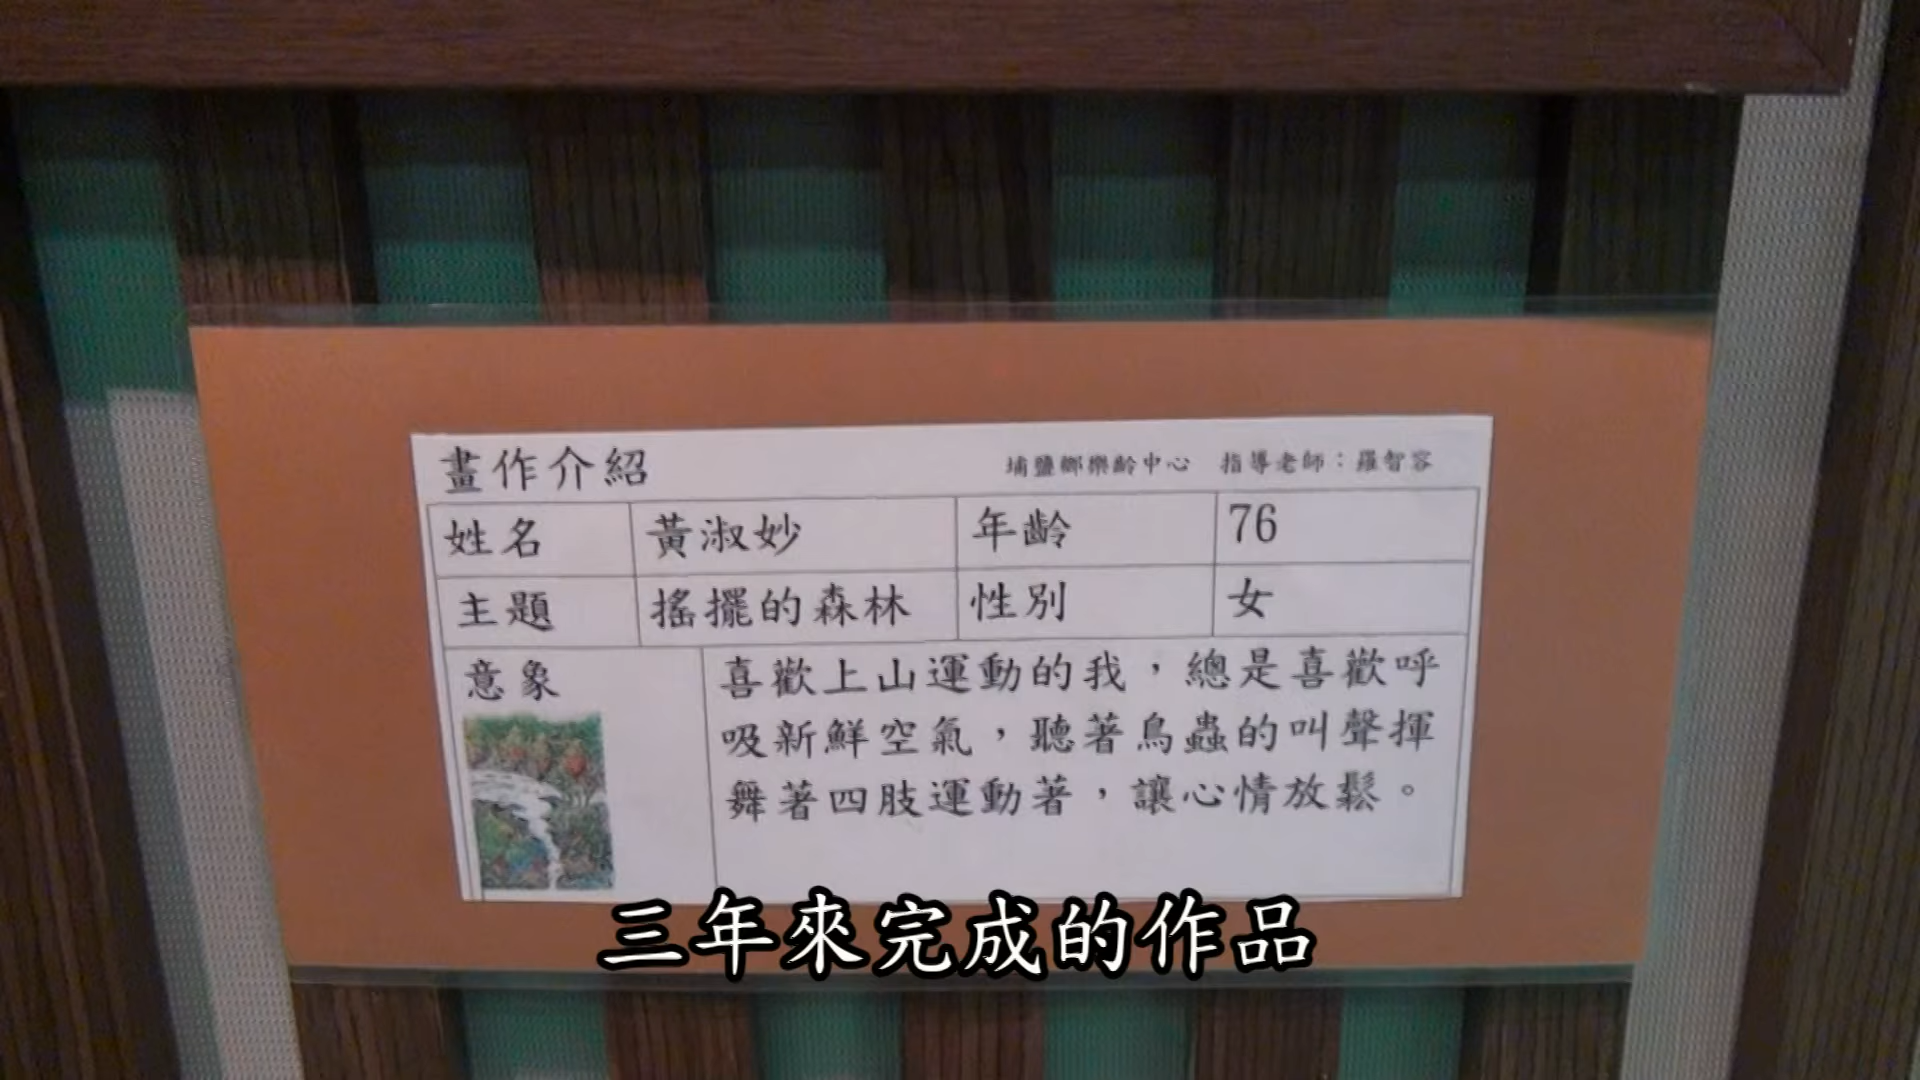 畫作介紹 埔鹽鄉樂齡中心 指導老師：羅智容
姓名 黃淑妙 年齡 76
主題 搖擺的森林 性別 女
意象
喜歡上山運動的我，總是喜歡呼
吸新鮮空氣，聽著鳥蟲的叫聲揮
舞著四肢運動著，讓心情放鬆。
三年來完成的作品